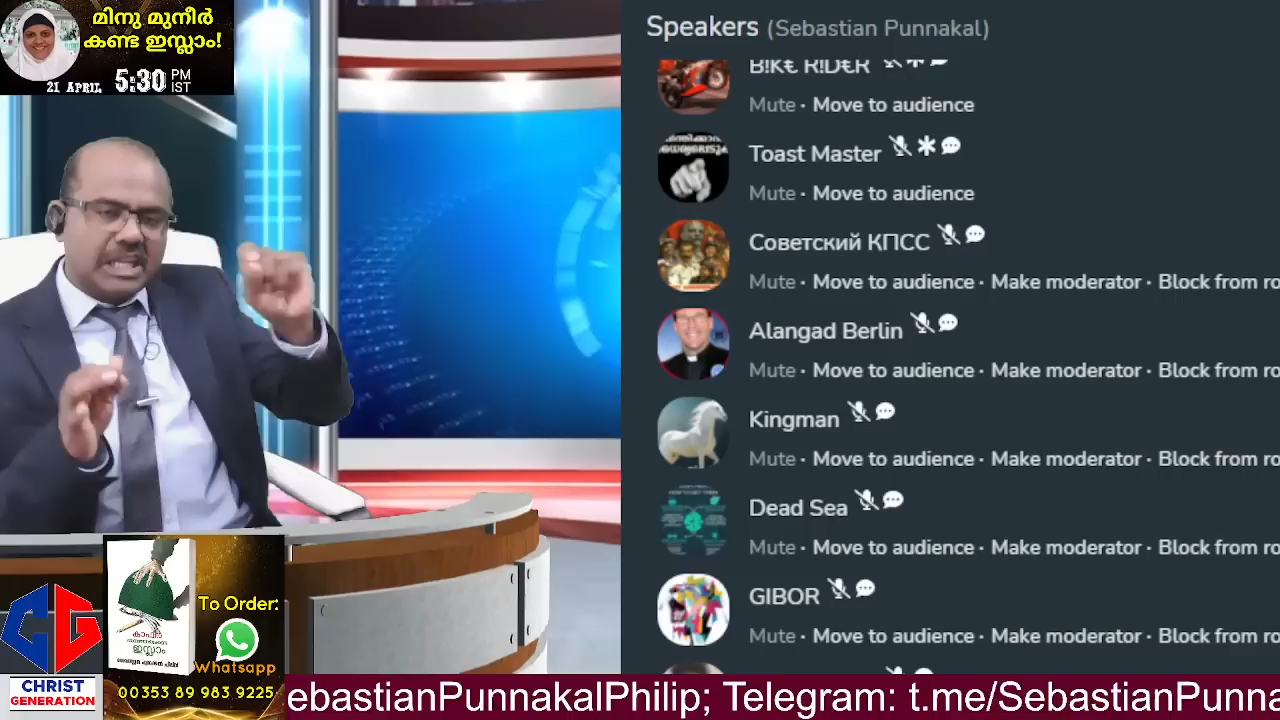 മിനു മുനീർ
കണ്ട ഇസ്ലാം!
21 APRIL 5:30 PM IST
Speakers (Sebastian Punnakal)
B!K€ R!D€R
Mute · Move to audience
Toast Master
Mute · Move to audience
Советский КПСС
Mute · Move to audience · Make moderator · Block from ro
Alangad Berlin
Mute · Move to audience · Make moderator · Block from ro
Kingman
Mute · Move to audience · Make moderator · Block from ro
Dead Sea
Mute · Move to audience · Make moderator · Block from ro
GIBOR
Mute · Move to audience · Make moderator · Block from ro
To Order:
Whatsapp
00353 89 983 9225
CG
CHRIST
GENERATION
ebastianPunnakalPhilip; Telegram: t.me/SebastianPunna